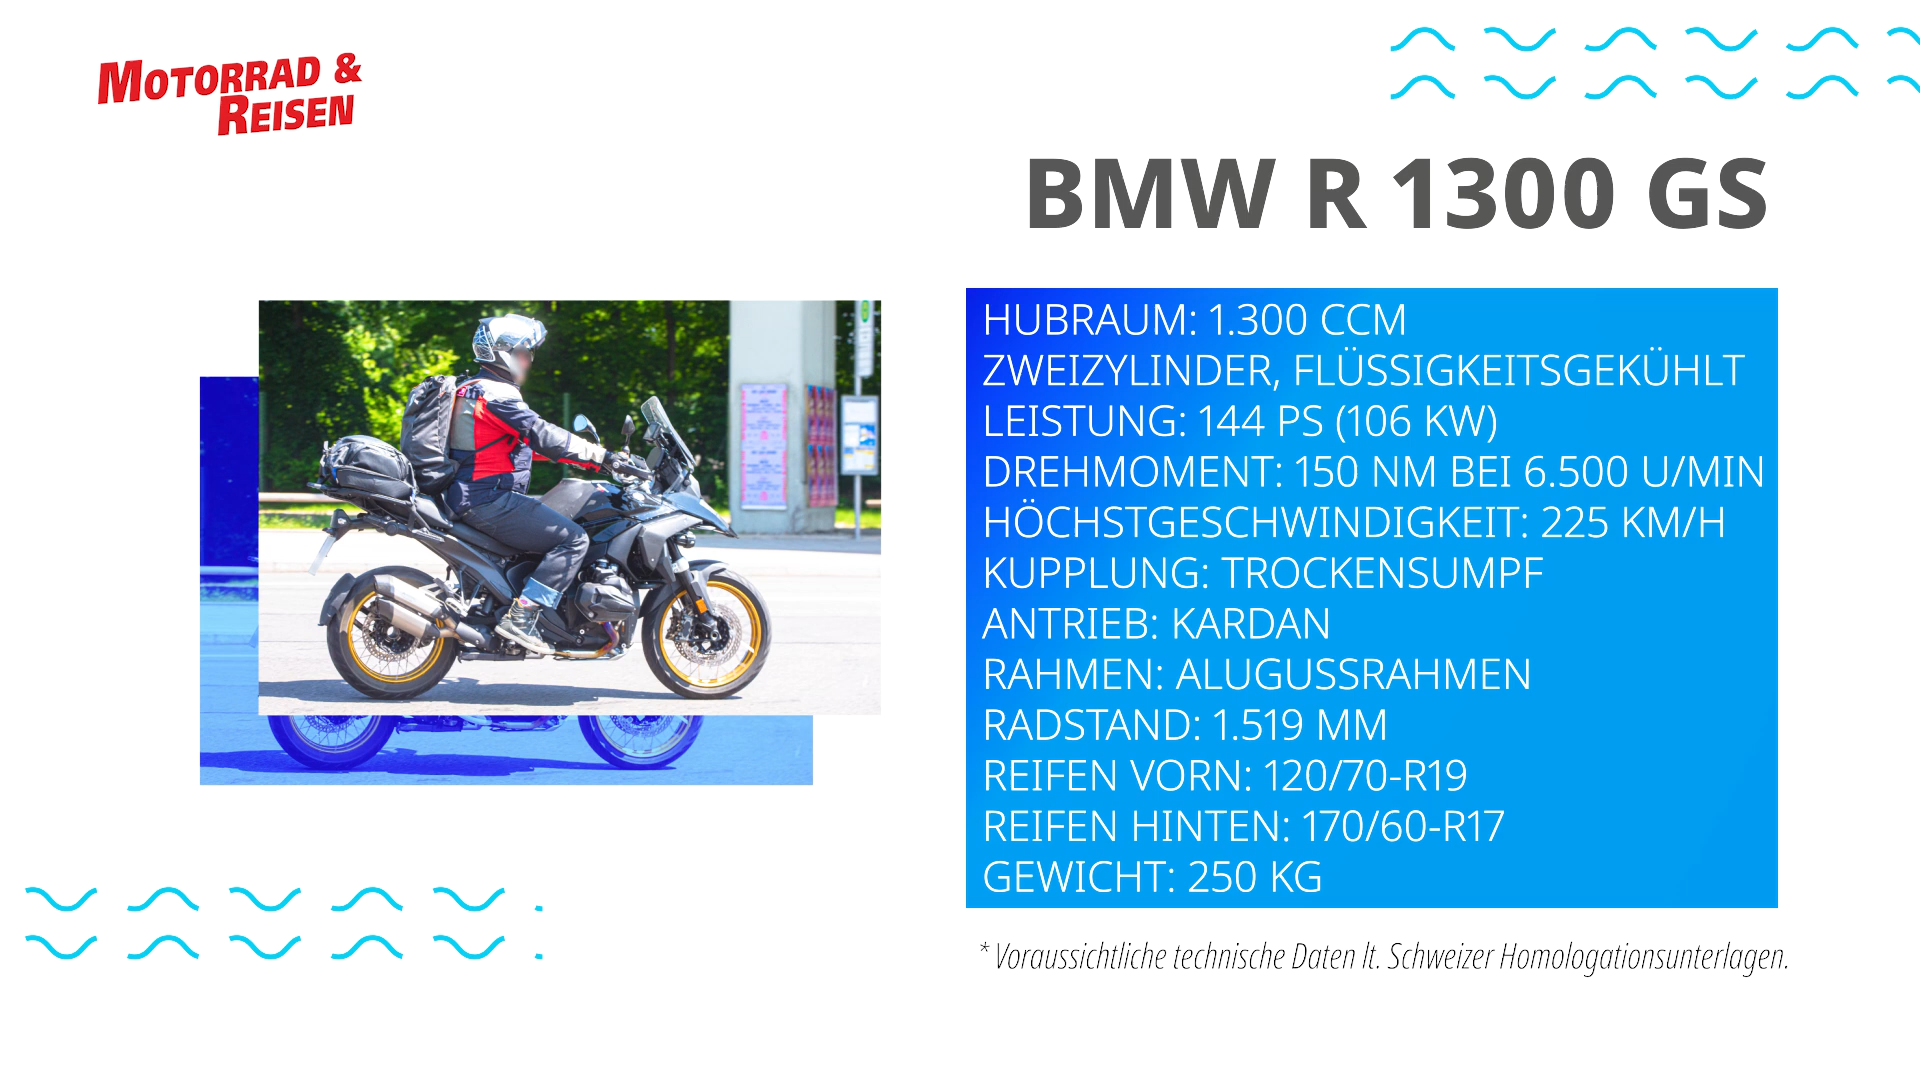 MOTORRAD &
REISEN
BMW R 1300 GS
HUBRAUM: 1.300 CCM
ZWEIZYLINDER, FLÜSSIGKEITSGEKÜHLT
LEISTUNG: 144 PS (106 KW)
DREHMOMENT: 150 NM BEI 6.500 U/MIN
HÖCHSTGESCHWINDIGKEIT: 225 KM/H
KUPPLUNG: TROCKENSUMPF
ANTRIEB: KARDAN
RAHMEN: ALUGUSSRAHMEN
RADSTAND: 1.519 MM
REIFEN VORN: 120/70-R19
REIFEN HINTEN: 170/60-R17
GEWICHT: 250 KG
* Voraussichtliche technische Daten lt. Schweizer Homologationsunterlagen.